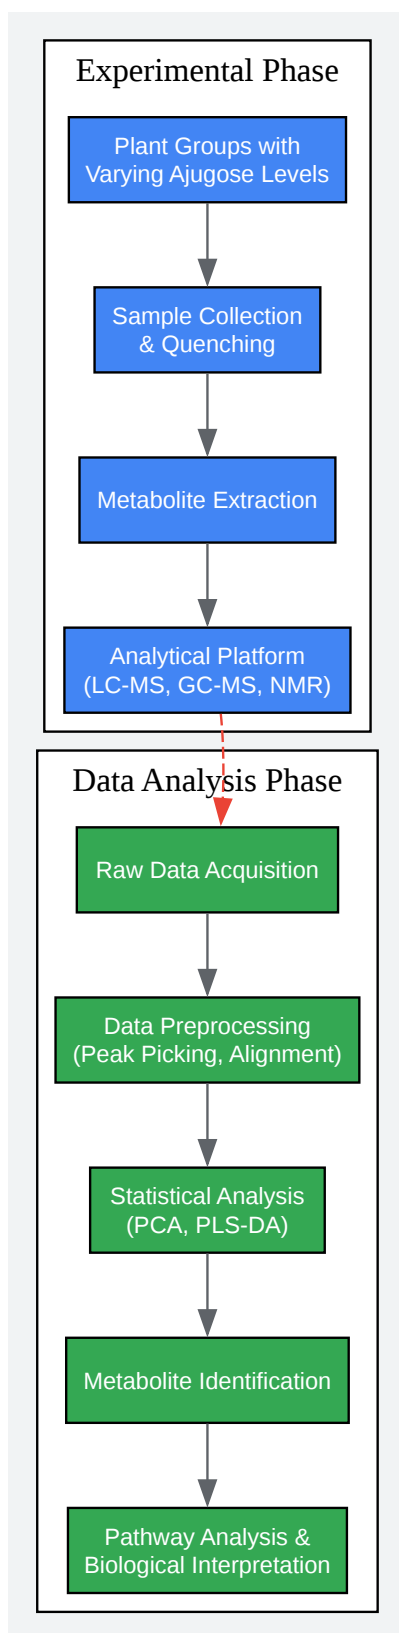 Experimental Phase
Plant Groups with
Varying Ajugose Levels
Sample Collection
& Quenching
Metabolite Extraction
Analytical Platform
(LC-MS, GC-MS, NMR)
Data Analysis Phase
Raw Data Acquisition
Data Preprocessing
(Peak Picking, Alignment)
Statistical Analysis
(PCA, PLS-DA)
Metabolite Identification
Pathway Analysis &
Biological Interpretation